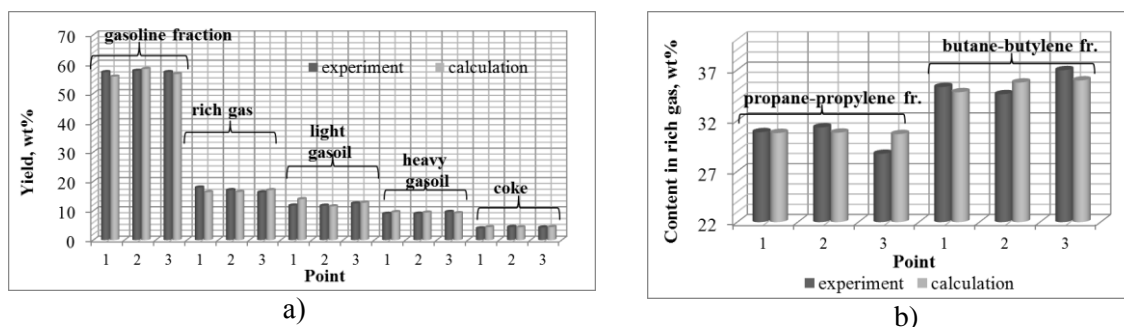 70
60
50
40
30
20
10
0
Yield, wt%
gasoline fraction
experiment
calculation
rich gas
light
gasoil
heavy
gasoil
coke
1 2 3 1 2 3 1 2 3 1 2 3 1 2 3
Point
a)
37
32
27
22
Content in rich gas, wt%
butane-butylene fr.
propane-propylene fr.
1 2 3 1 2 3
Point
experiment calculation
b)